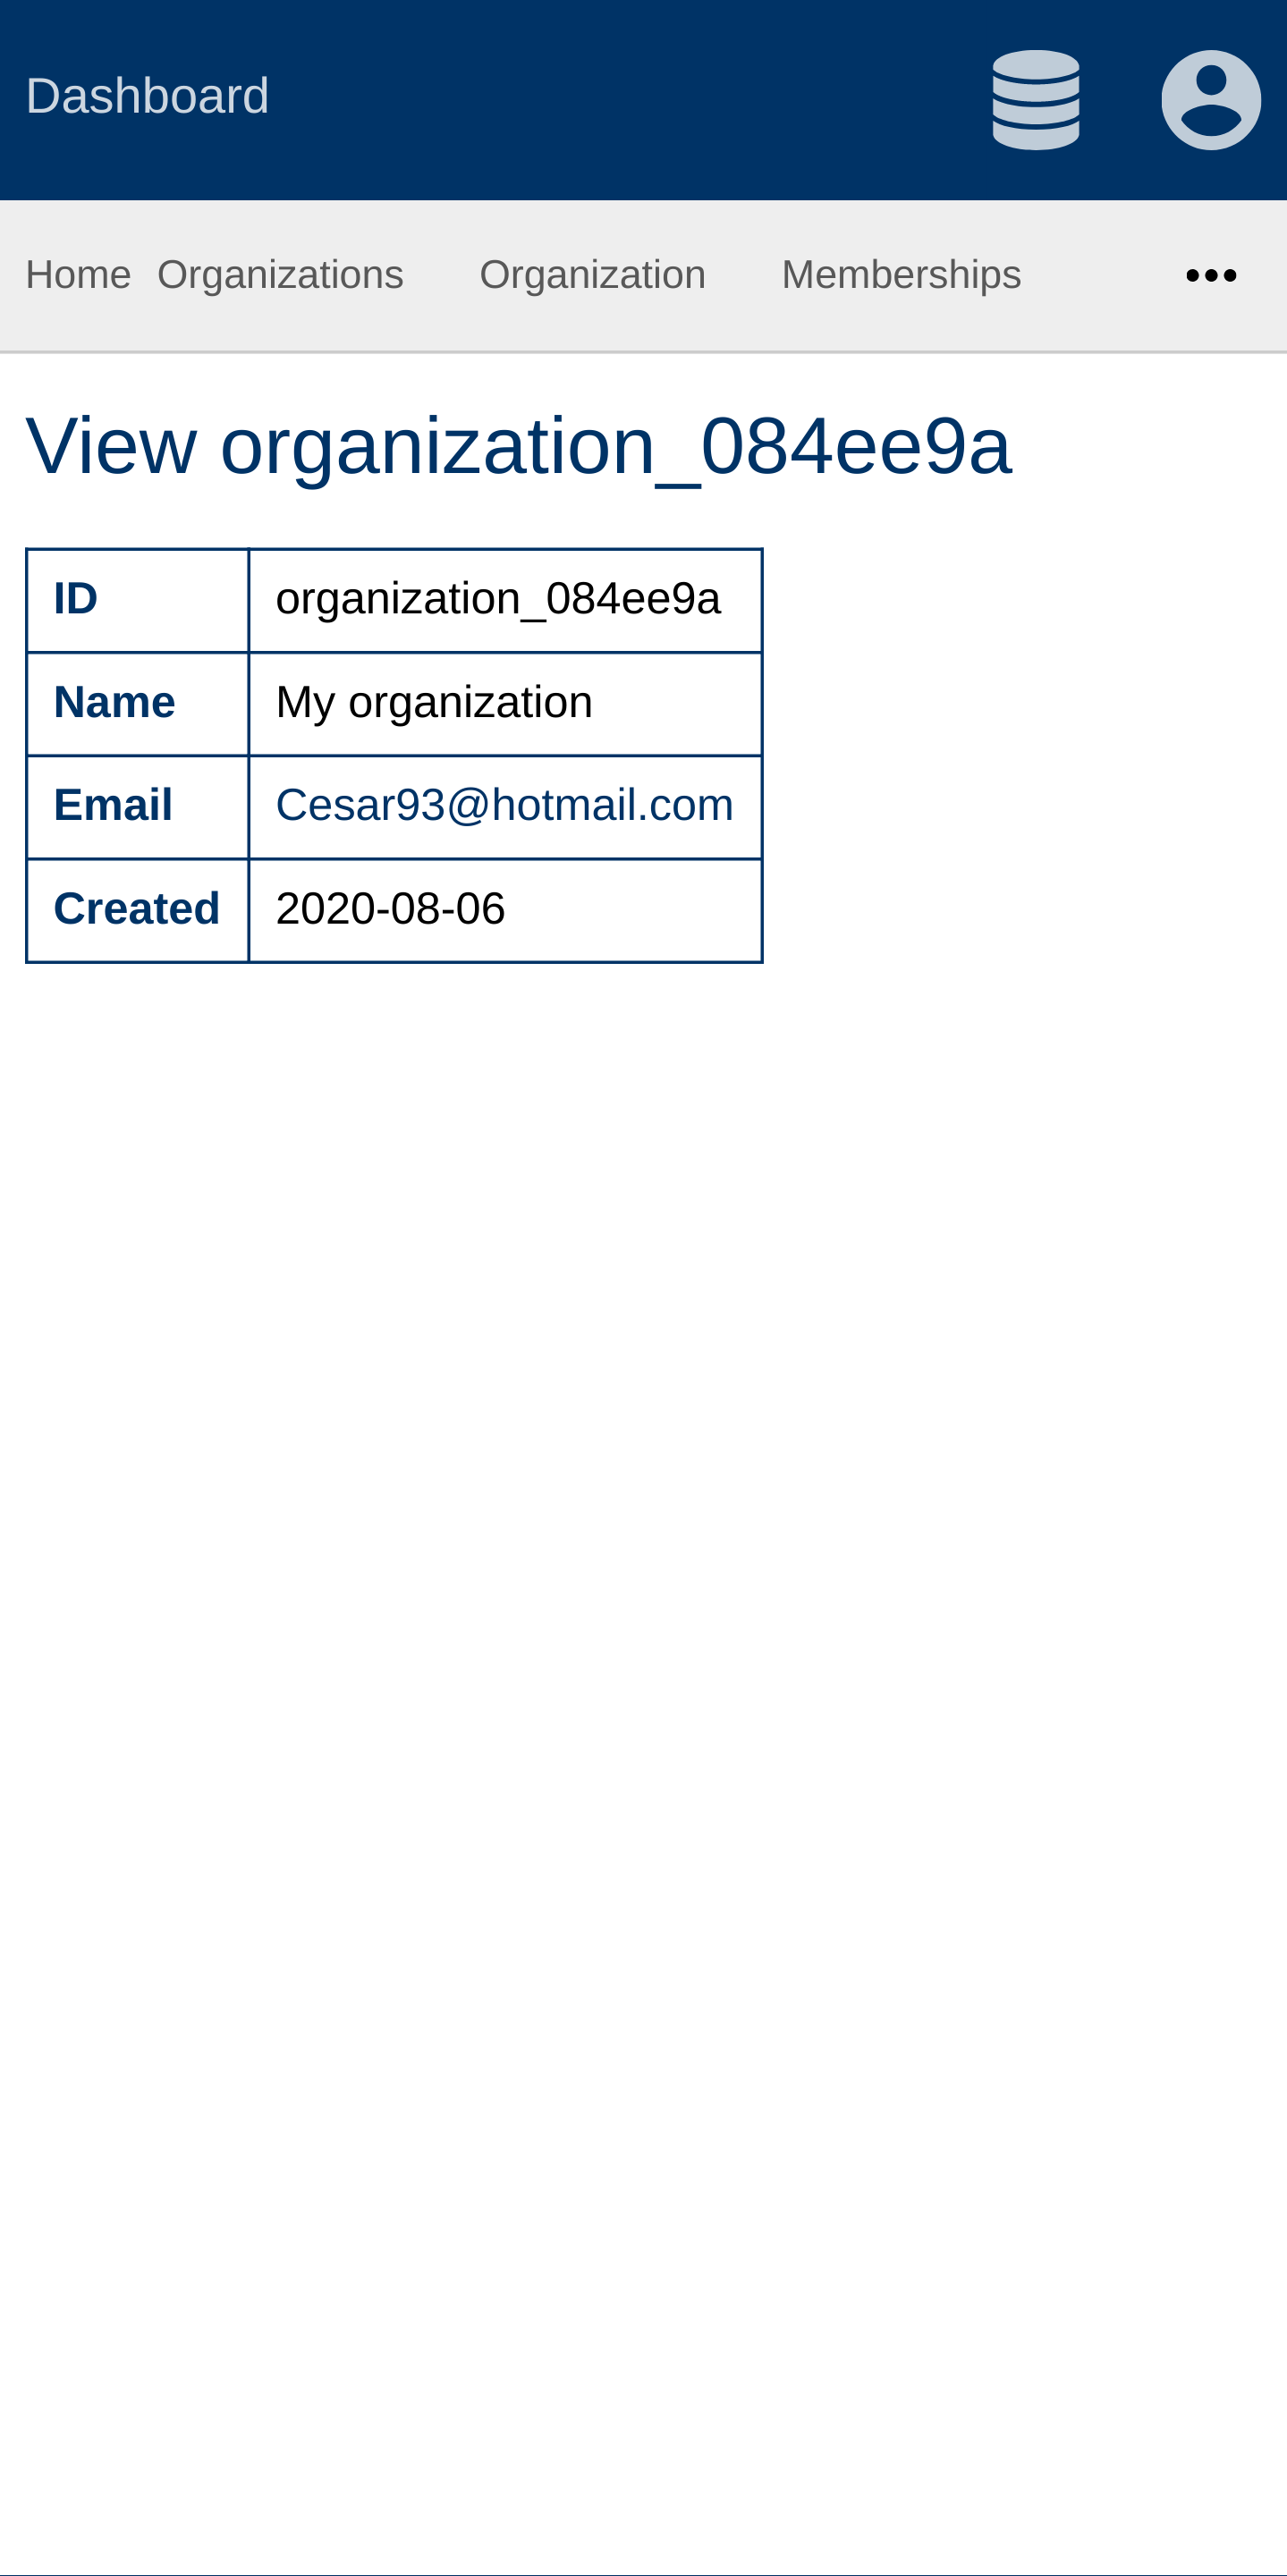 Dashboard
Home Organizations Organization Memberships •••
View organization_084ee9a
ID organization_084ee9a
Name My organization
Email Cesar93@hotmail.com
Created 2020-08-06